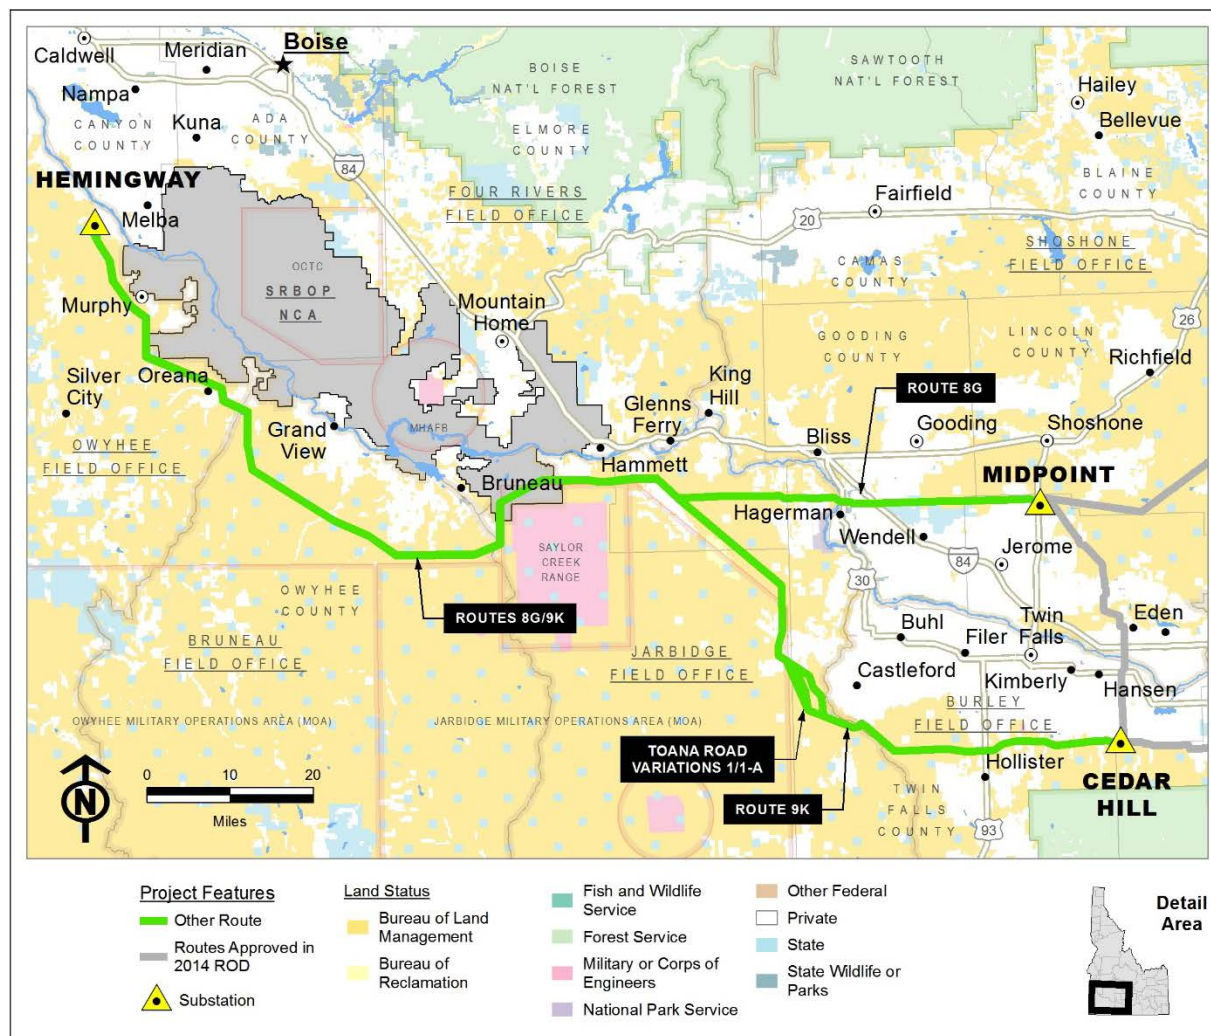 Caldwell
Meridian
Boise
Nampa
CANYON
COUNTY
Kuna
ADA
COUNTY
BOISE
NAT'L FOREST
SAWTOOTH
NAT'L FOREST
ELMORE
COUNTY
Hailey
Bellevue
BLAINE
COUNTY
84
HEMINGWAY
Melba
FOUR RIVERS
FIELD OFFICE
Fairfield
20
SHOSHONE
FIELD OFFICE
CAMAS
COUNTY
OCTC
SRBOP
NCA
Murphy
Mountain
Home
GOODING
COUNTY
LINCOLN
COUNTY
26
Richfield
Silver
City
Oreana
King
Hill
ROUTE 8G
Glenns
Ferry
Gooding
Shoshone
OWYHEE
FIELD OFFICE
Grand
View
MHAFB
Bliss
Hammett
MIDPOINT
Bruneau
Hagerman
Wendell
Jerome
84
SAYLOR
CREEK
RANGE
30
OWYHEE
COUNTY
ROUTES 8G/9K
Buhl
Filer
Twin
Falls
Eden
BRUNEAU
FIELD OFFICE
JARBIDGE
FIELD OFFICE
Castleford
Kimberly
Hansen
BURLEY
FIELD OFFICE
OWYHEE MILITARY OPERATIONS AREA (MOA)
JARBIDGE MILITARY OPERATIONS AREA (MOA)
TOANA ROAD
VARIATIONS 1/1-A
Hollister
CEDAR
HILL
ROUTE 9K
TWIN
FALLS
COUNTY
93
N
0 10 20
Miles
Project Features
Other Route
Routes Approved in
2014 ROD
Substation
Land Status
Bureau of Land
Management
Bureau of
Reclamation
Fish and Wildlife
Service
Forest Service
Military or Corps of
Engineers
National Park Service
Other Federal
Private
State
State Wildlife or
Parks
Detail
Area